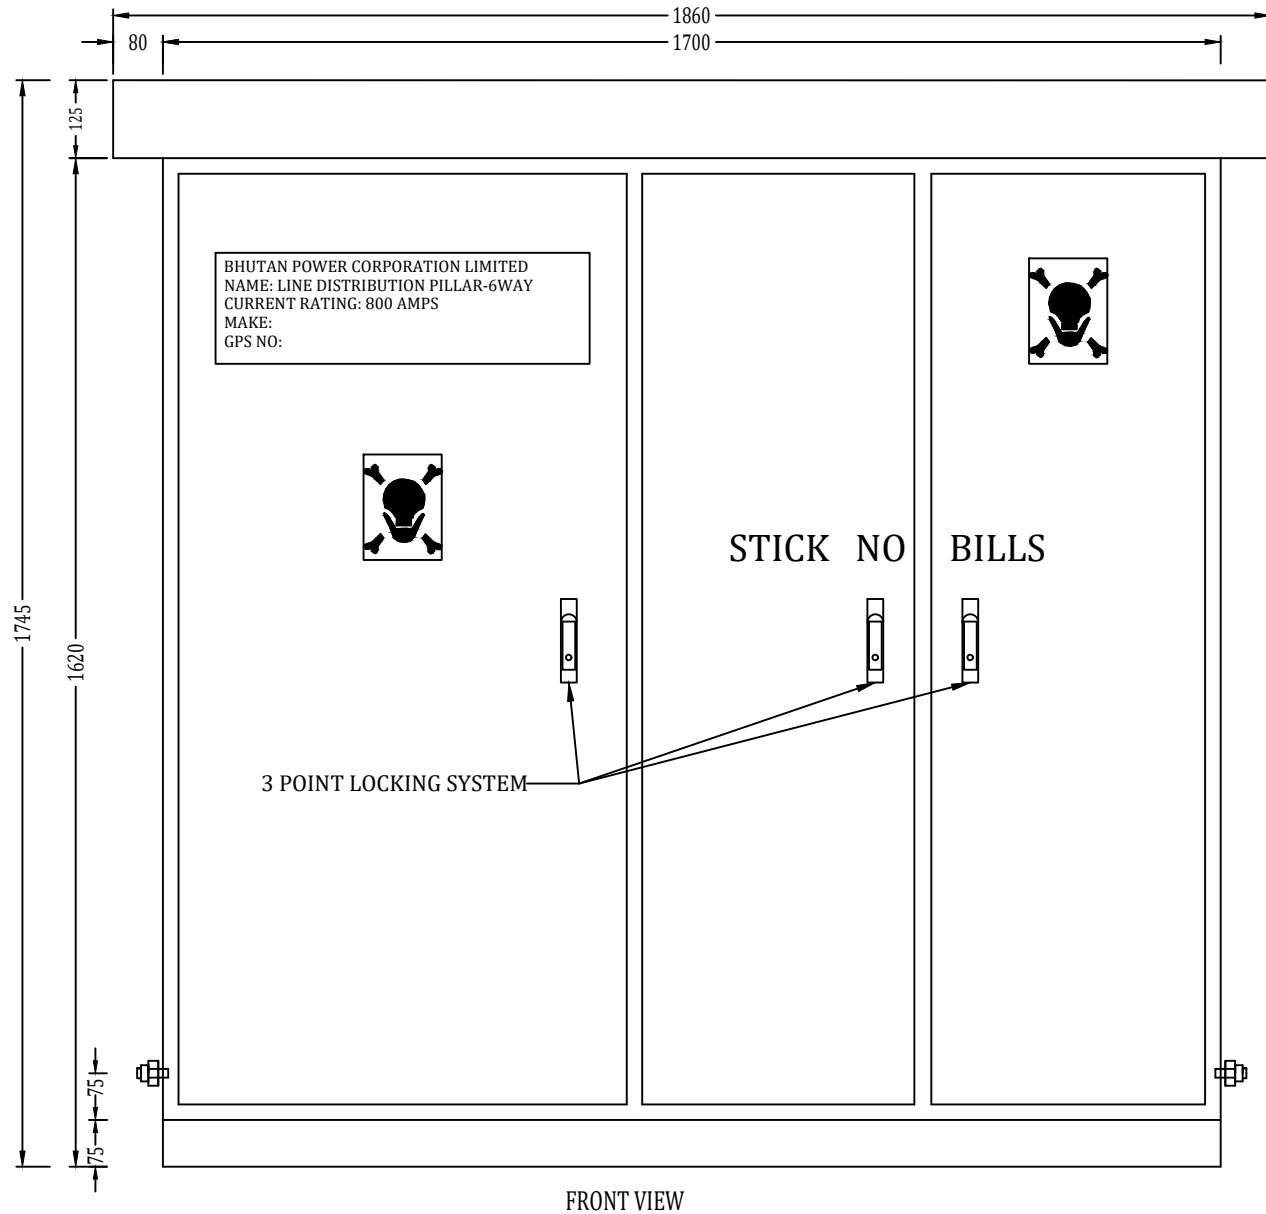 1860
80
1700
125
BHUTAN POWER CORPORATION LIMITED
NAME: LINE DISTRIBUTION PILLAR-6WAY
CURRENT RATING: 800 AMPS
MAKE:
GPS NO:
STICK NO BILLS
1745
1620
3 POINT LOCKING SYSTEM
75
75
FRONT VIEW